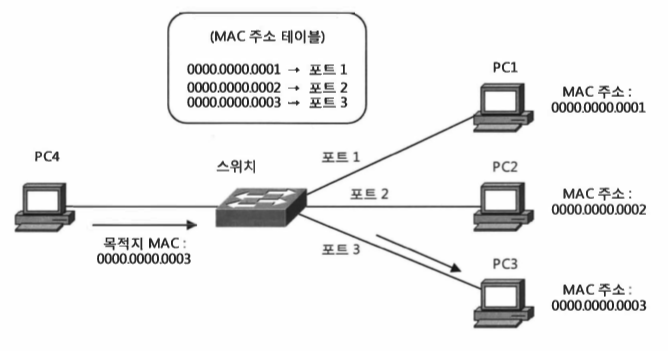 (MAC 주소 테이블)
0000.0000.0001 → 포트 1
0000.0000.0002 → 포트 2
0000.0000.0003 → 포트 3
PC1
MAC 주소 :
0000.0000.0001
포트 1
PC4
스위치
포트 2
PC2
MAC 주소 :
0000.0000.0002
목적지 MAC :
0000.0000.0003
포트 3
PC3
MAC 주소 :
0000.0000.0003